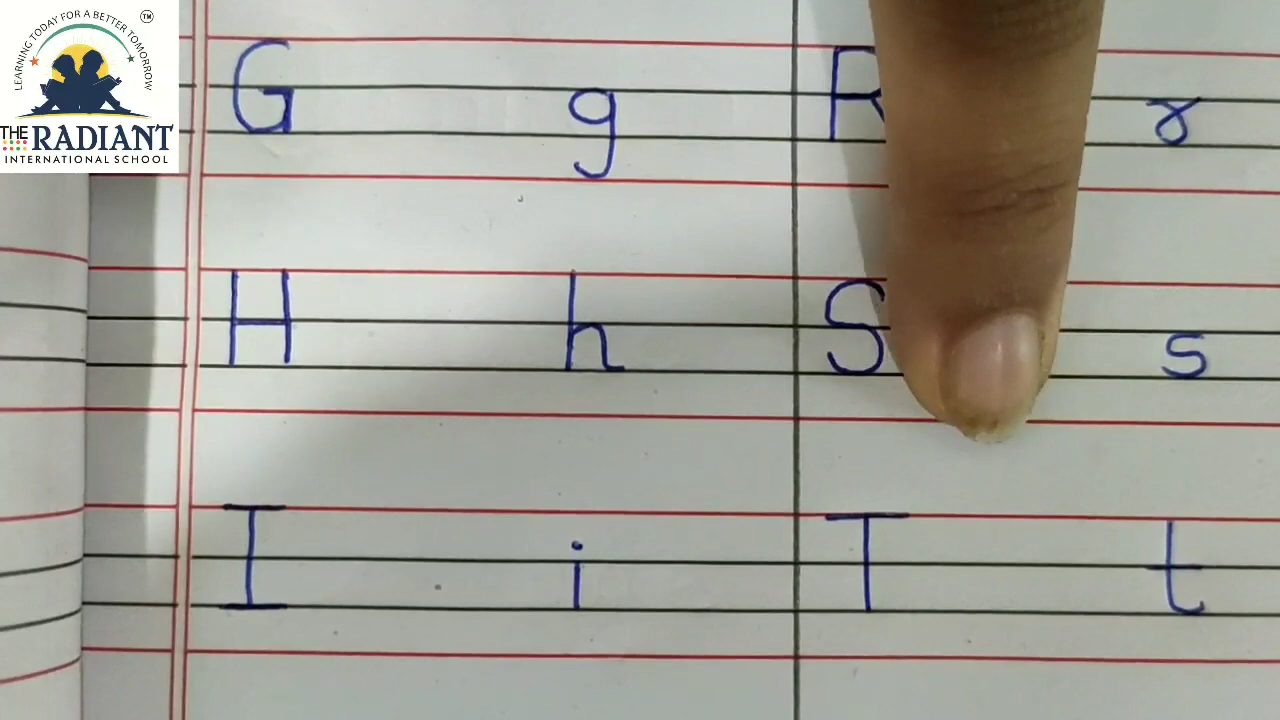 LEARNING TODAY FOR A BETTER TOMORROW
TM
THE RADIANT
INTERNATIONAL SCHOOL
G g R r
H h S s
I i T t